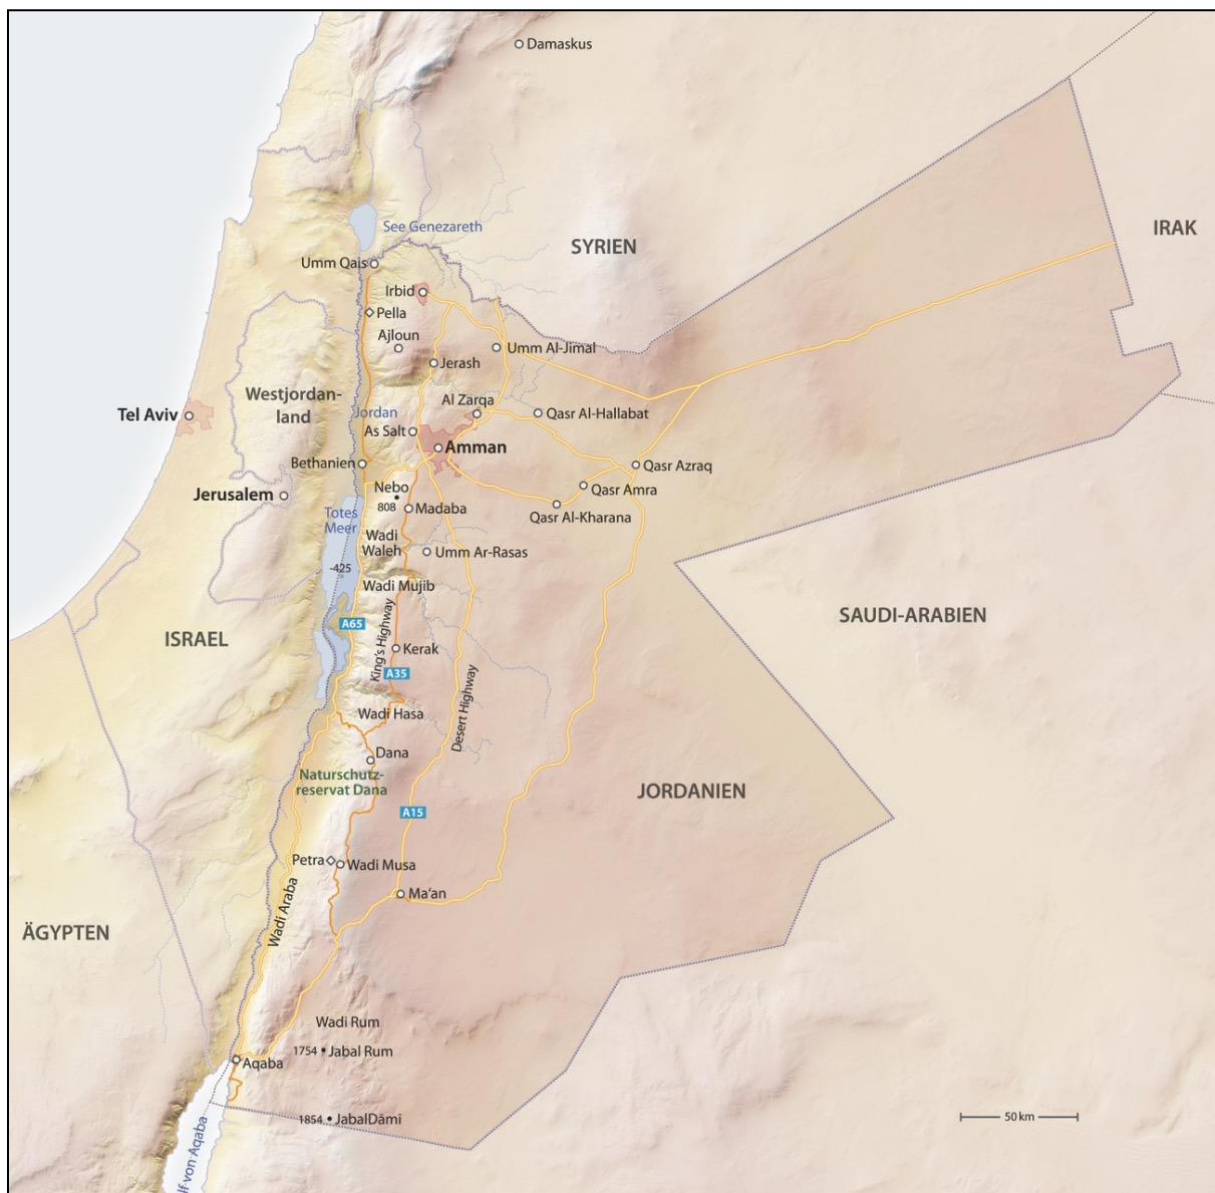 Damaskus
See Genezareth
SYRIEN
IRAK
Umm Qais
Irbid
Pella
Ajloun
Umm Al-Jimal
Jerash
Westjordan-
land
Al Zarqa
Tel Aviv
Jordan
Qasr Al-Hallabat
As Salt
Amman
Bethanien
Qasr Azraq
Nebo
808
Qasr Amra
Jerusalem
Totes
Meer
Madaba
Qasr Al-Kharana
Wadi
Waleh
Umm Ar-Rasas
-425
Wadi Mujib
SAUDI-ARABIEN
A65
ISRAEL
King's Highway
Kerak
A35
Desert Highway
Wadi Hasa
Dana
Naturschutz-
reservat Dana
JORDANIEN
A15
Petra
Wadi Musa
Ma'an
Wadi Araba
ÄGYPTEN
Wadi Rum
1754
Jabal Rum
Aqaba
1854
JabalDāmī
50 km
lf von Aqaba